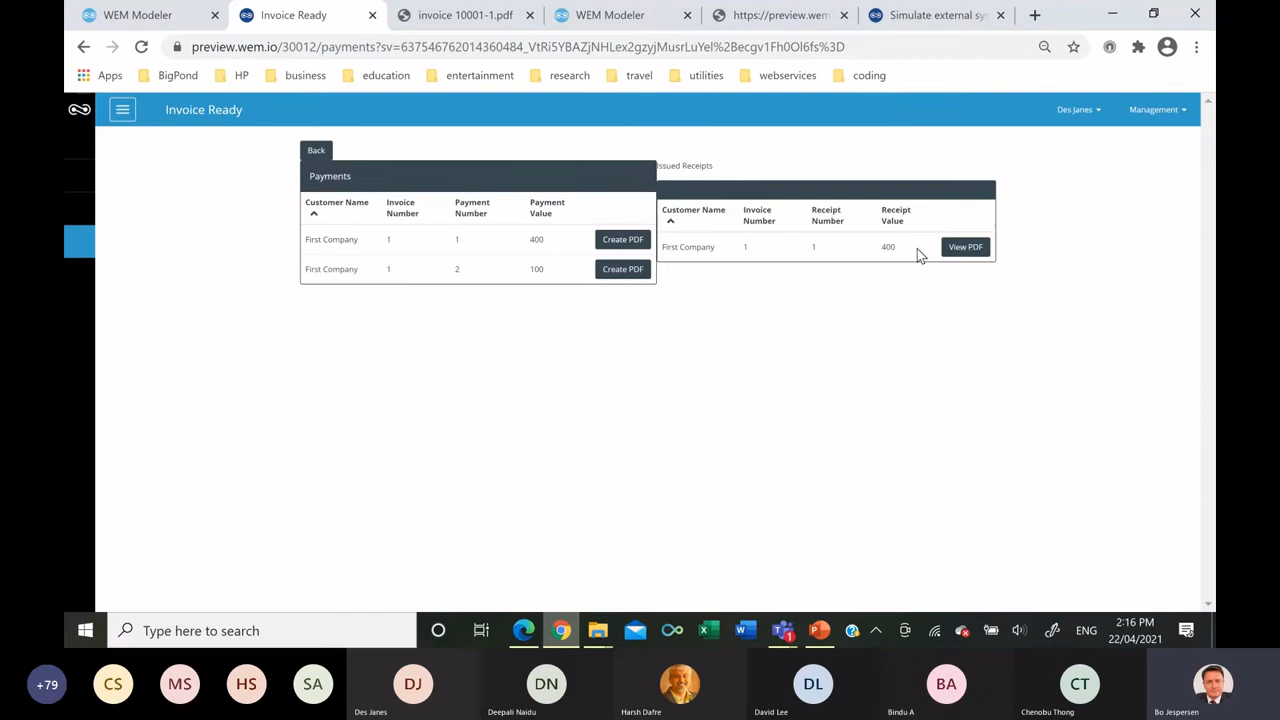 WEM Modeler
Invoice Ready
invoice 10001-1.pdf
WEM Modeler
https://preview.wem
Simulate external sys
preview.wem.io/30012/payments?sv=637546762014360484_VtRi5YBAZjNHLex2gzyjMusrLuYel%2Becgv1Fh0Ol6fs%3D
Apps
BigPond
HP
business
education
entertainment
research
travel
utilities
webservices
coding
Invoice Ready
Des Janes
Management
Back
Payments
Customer Name
Invoice Number
Payment Number
Payment Value
First Company 1 1 400 Create PDF
First Company 1 2 100 Create PDF
Issued Receipts
Customer Name
Invoice Number
Receipt Number
Receipt Value
First Company 1 1 400 View PDF
Type here to search
1
ENG
2:16 PM
22/04/2021
+79
CS
MS
HS
SA
DJ
Des Janes
DN
Deepali Naidu
Harsh Dafre
DL
David Lee
BA
Bindu A
CT
Chenobu Thong
Bo Jespersen